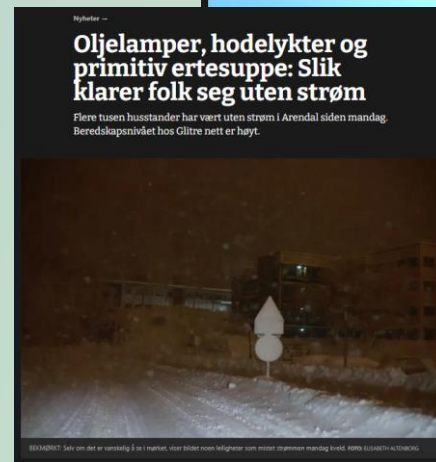 Nyheter —
Oljelamper, hodelykter og
primitiv ertesuppe: Slik
klarer folk seg uten strøm
Flere tusen husstander har vært uten strøm i Arendal siden mandag.
Beredskapsnivået hos Glitre nett er høyt.
BEKMØRKT: Selv om det er vanskelig å se i mørket, viser bildet noen leiligheter som mistet strømmen mandag kveld. FOTO: ELISABETH ALTENBORG